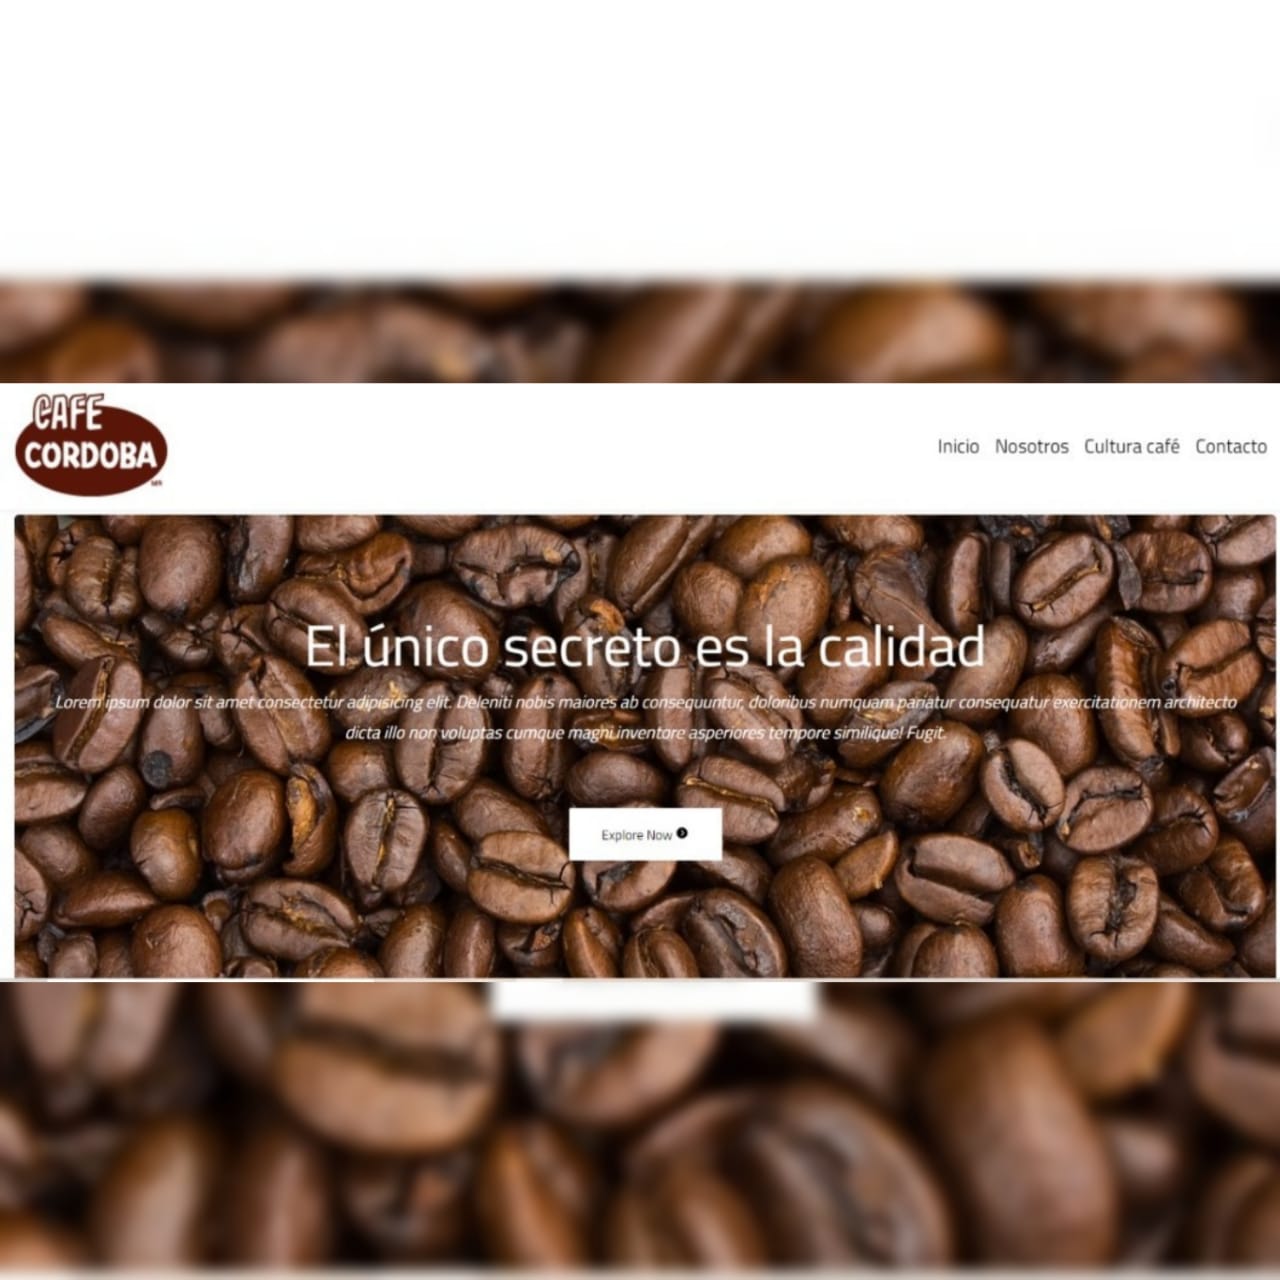 CAFE
CORDOBA
Inicio Nosotros Cultura café Contacto
El único secreto es la calidad
Lorem ipsum dolor sit amet consectetur adipisicing elit. Deleniti nobis maiores ab consequuntur, doloribus numquam pariatur consequatur exercitationem architecto
dicta illo non voluptas cumque magni inventore asperiores tempore similique! Fugit.
Explore Now